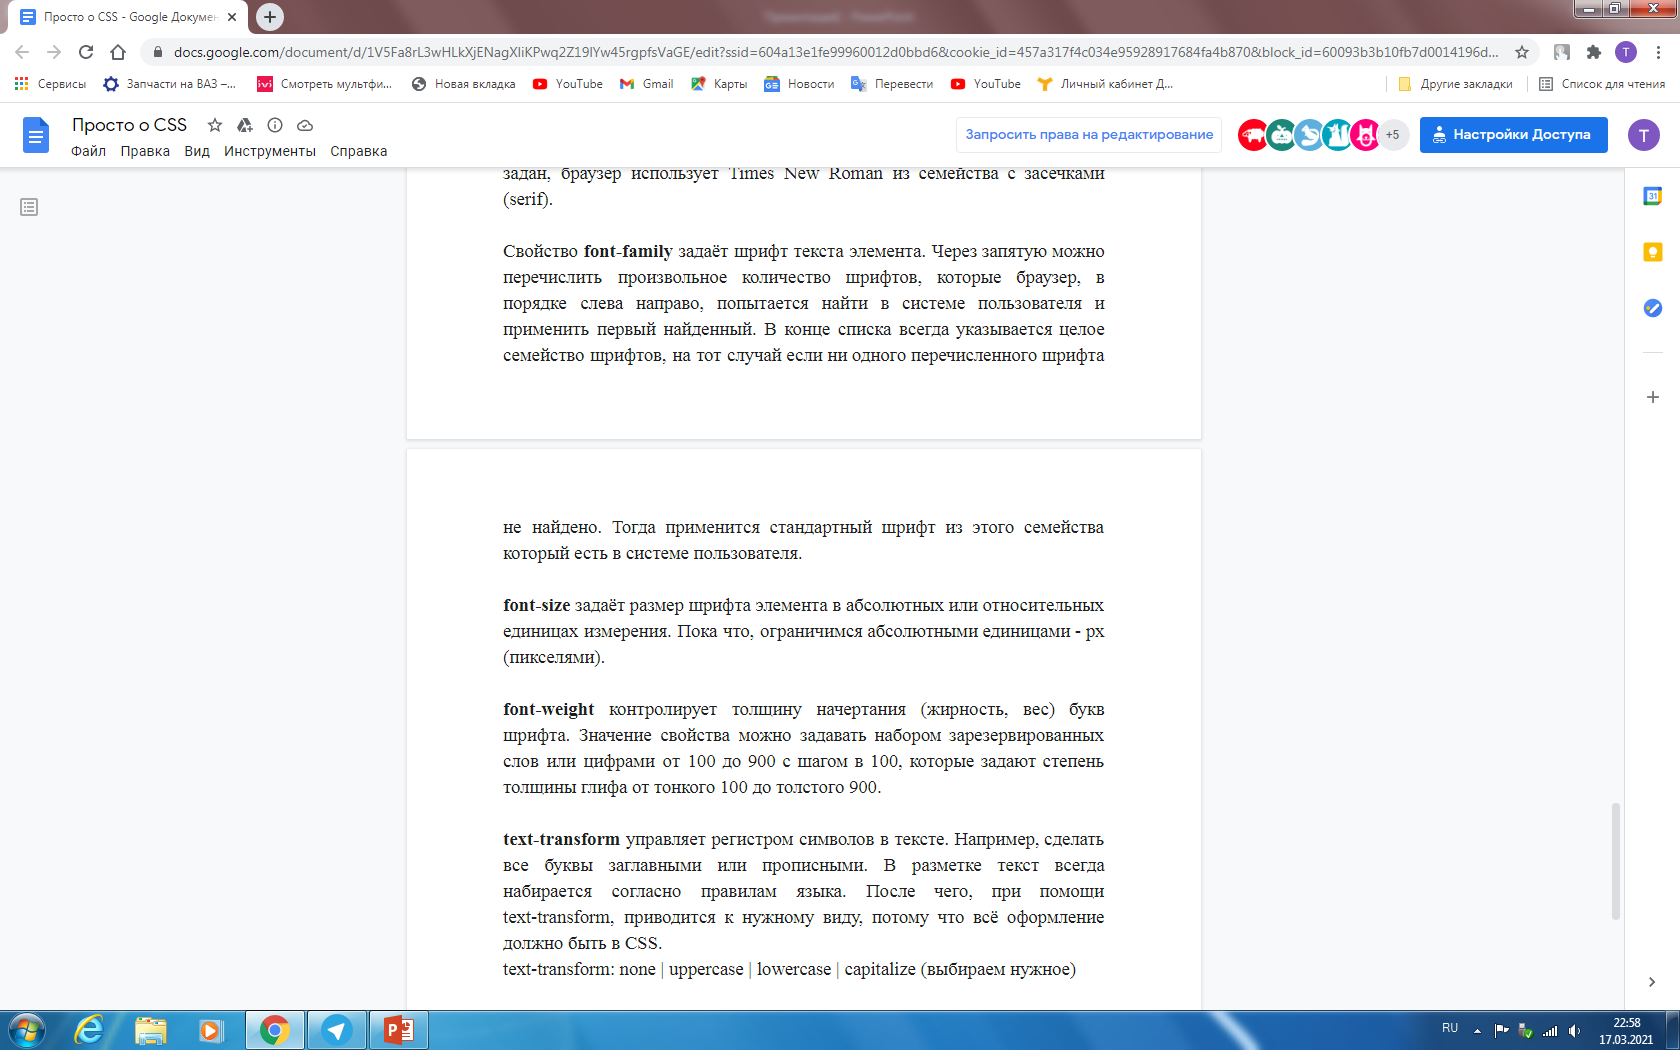 Просто о CSS - Google Докумен
docs.google.com/document/d/1V5Fa8rL3wHLkXjENagXIiKPwq2Z19IYw45rgpfsVaGE/edit?ssid=604a13e1fe99960012d0bbd6&cookie_id=457a317f4c034e95928917684fa4b870&block_id=60093b3b10fb7d0014196d...
T
Сервисы Запчасти на ВАЗ –... ivi Смотреть мультфи... Новая вкладка YouTube Gmail Карты Новости Перевести YouTube Личный кабинет Д... Другие закладки Список для чтения
Просто о CSS
Файл Правка Вид Инструменты Справка
Запросить права на редактирование
+5
Настройки Доступа
T
31
задан, браузер использует Times New Roman из семейства с засечками
(serif).
Свойство font-family задаёт шрифт текста элемента. Через запятую можно
перечислить произвольное количество шрифтов, которые браузер, в
порядке слева направо, попытается найти в системе пользователя и
применить первый найденный. В конце списка всегда указывается целое
семейство шрифтов, на тот случай если ни одного перечисленного шрифта
не найдено. Тогда применится стандартный шрифт из этого семейства
который есть в системе пользователя.
font-size задаёт размер шрифта элемента в абсолютных или относительных
единицах измерения. Пока что, ограничимся абсолютными единицами - px
(пикселями).
font-weight контролирует толщину начертания (жирность, вес) букв
шрифта. Значение свойства можно задавать набором зарезервированных
слов или цифрами от 100 до 900 с шагом в 100, которые задают степень
толщины глифа от тонкого 100 до толстого 900.
text-transform управляет регистром символов в тексте. Например, сделать
все буквы заглавными или прописными. В разметке текст всегда
набирается согласно правилам языка. После чего, при помощи
text-transform, приводится к нужному виду, потому что всё оформление
должно быть в CSS.
text-transform: none | uppercase | lowercase | capitalize (выбираем нужное)
RU
22:58
17.03.2021